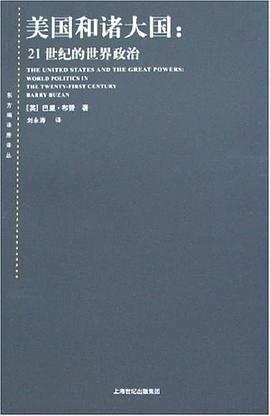 美国和诸大国:
21世纪的世界政治
THE UNITED STATES AND THE GREAT POWERS:
WORLD POLITICS IN
THE TWENTY-FIRST CENTURY
BARRY BUZAN
[英] 巴里·布赞 著
刘永涛 译
东方编译所译丛
上海世纪出版集团